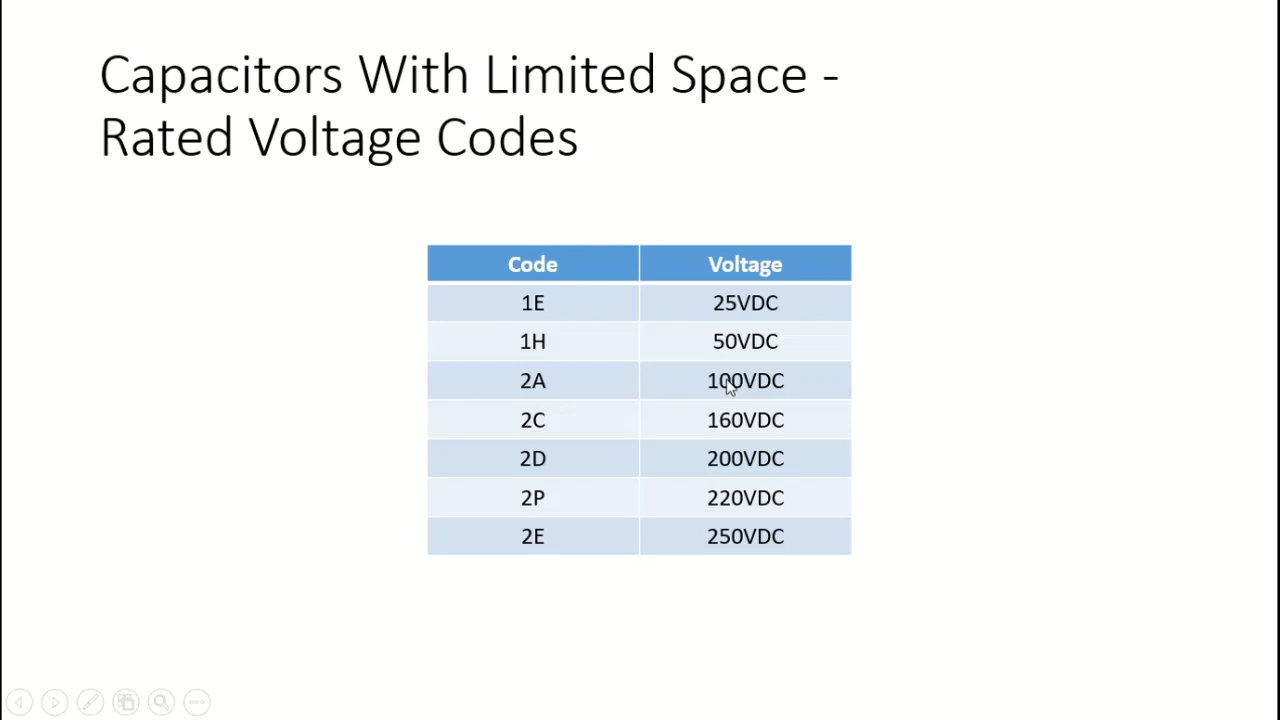 Capacitors With Limited Space -
Rated Voltage Codes
Code Voltage
1E 25VDC
1H 50VDC
2A 100VDC
2C 160VDC
2D 200VDC
2P 220VDC
2E 250VDC